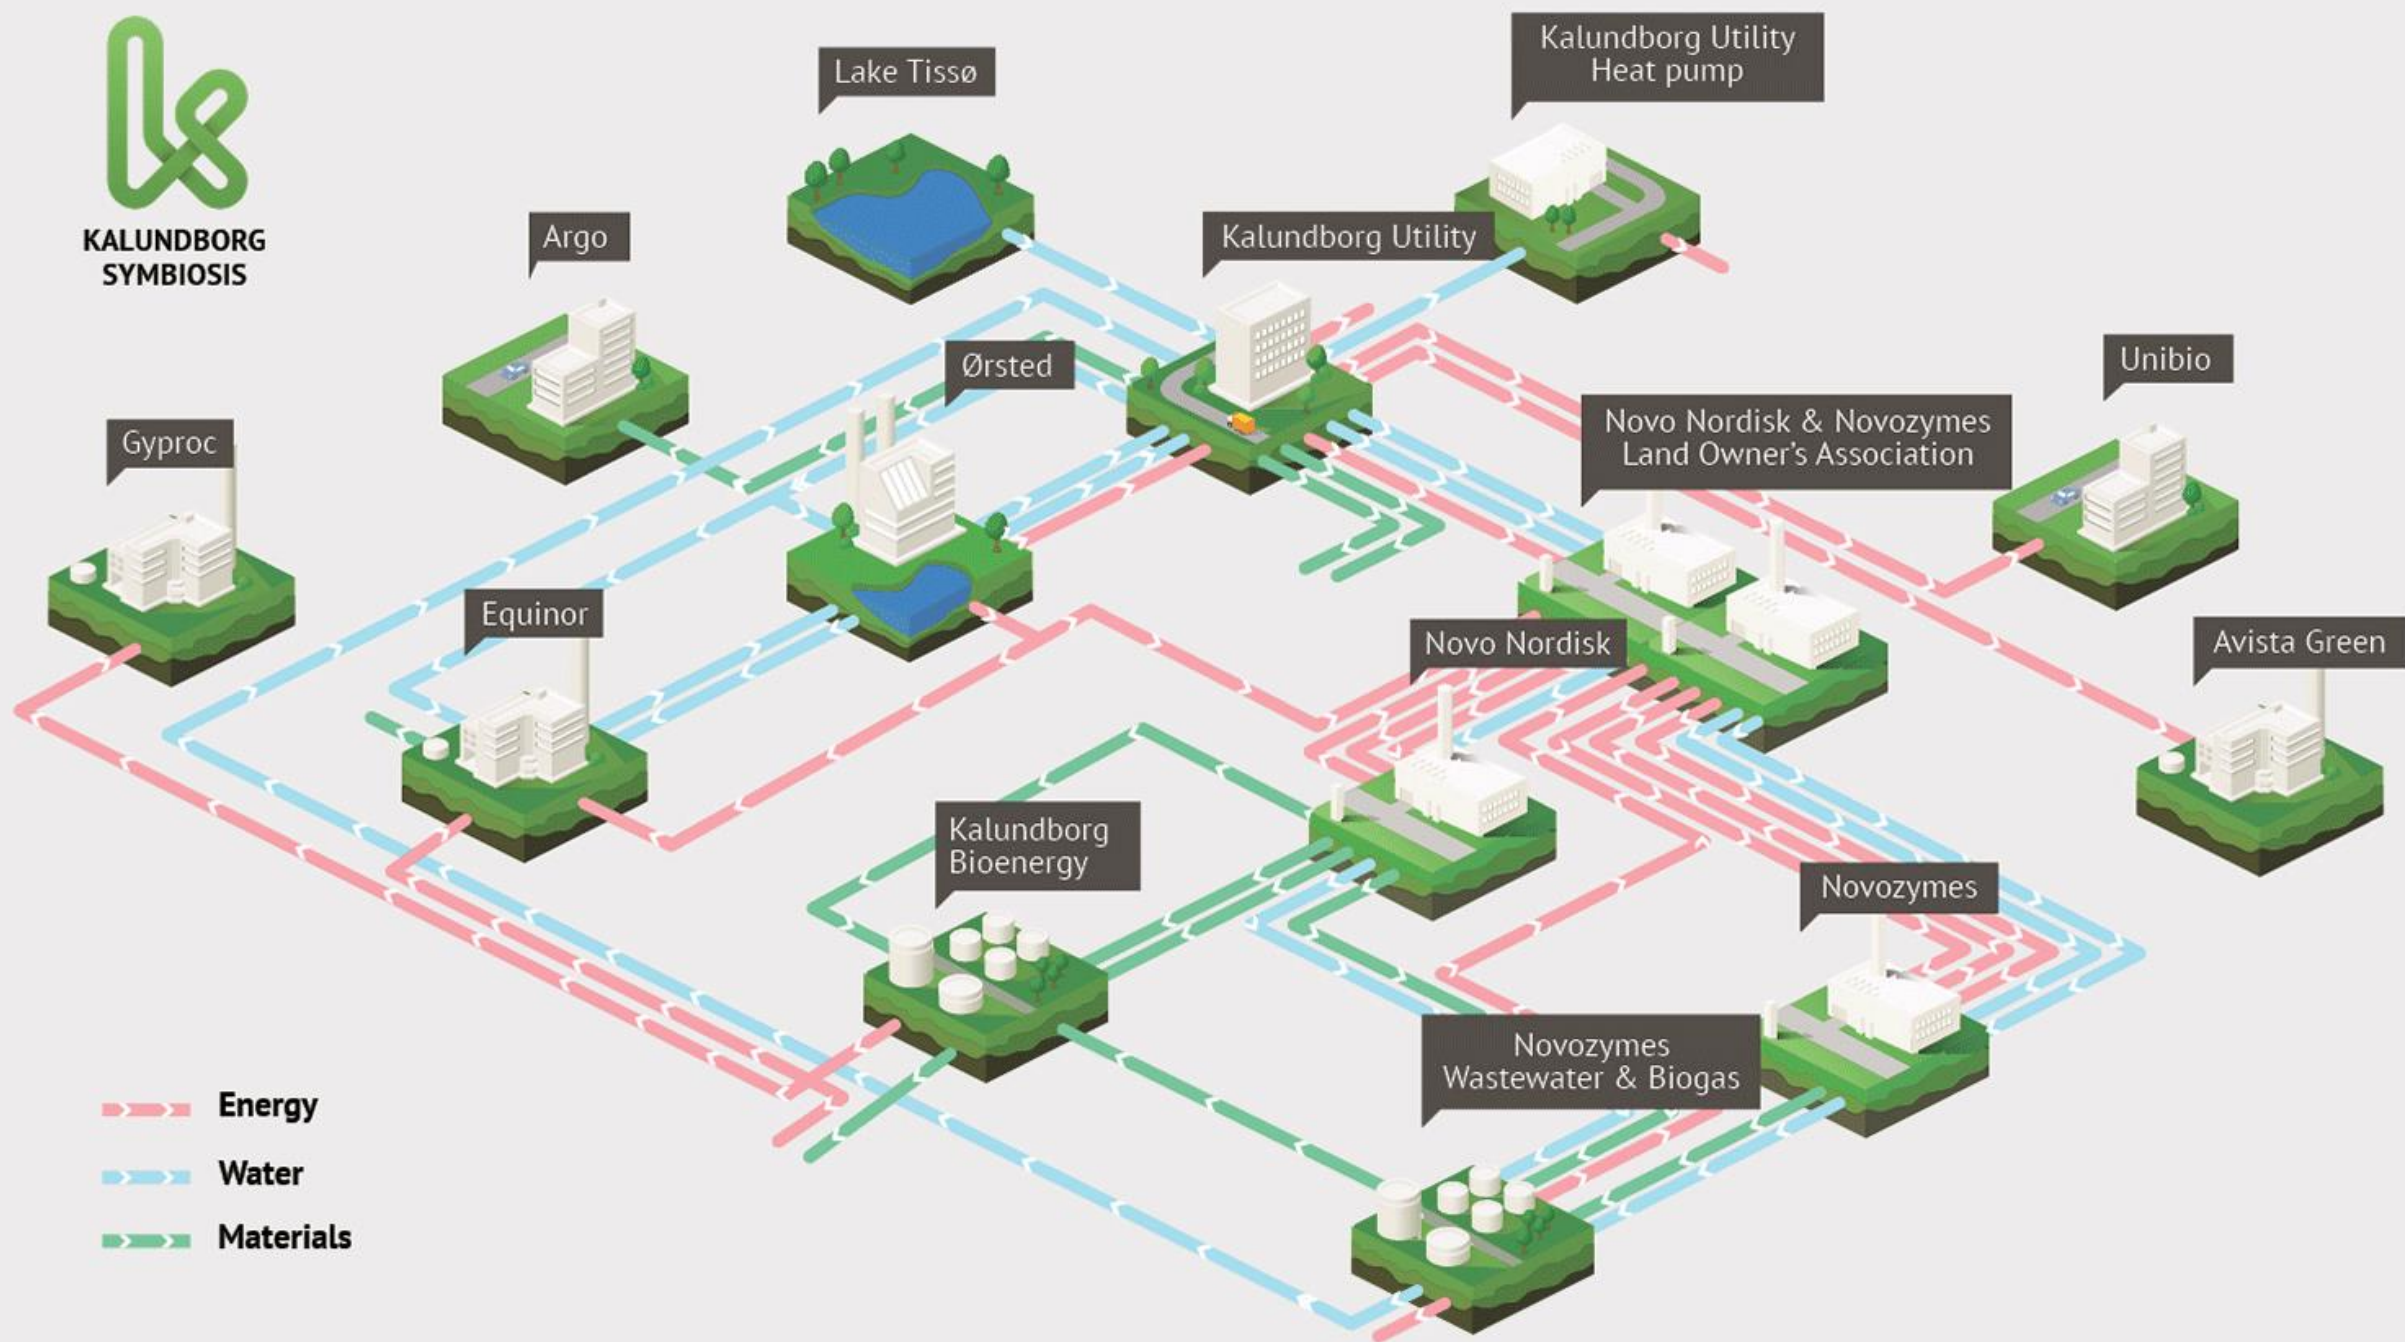 KALUNDBORG
SYMBIOSIS
Lake Tissø
Kalundborg Utility
Heat pump
Argo
Kalundborg Utility
Ørsted
Unibio
Gyproc
Novo Nordisk & Novozymes
Land Owner's Association
Equinor
Novo Nordisk
Avista Green
Kalundborg
Bioenergy
Novozymes
Novozymes
Wastewater & Biogas
Energy
Water
Materials